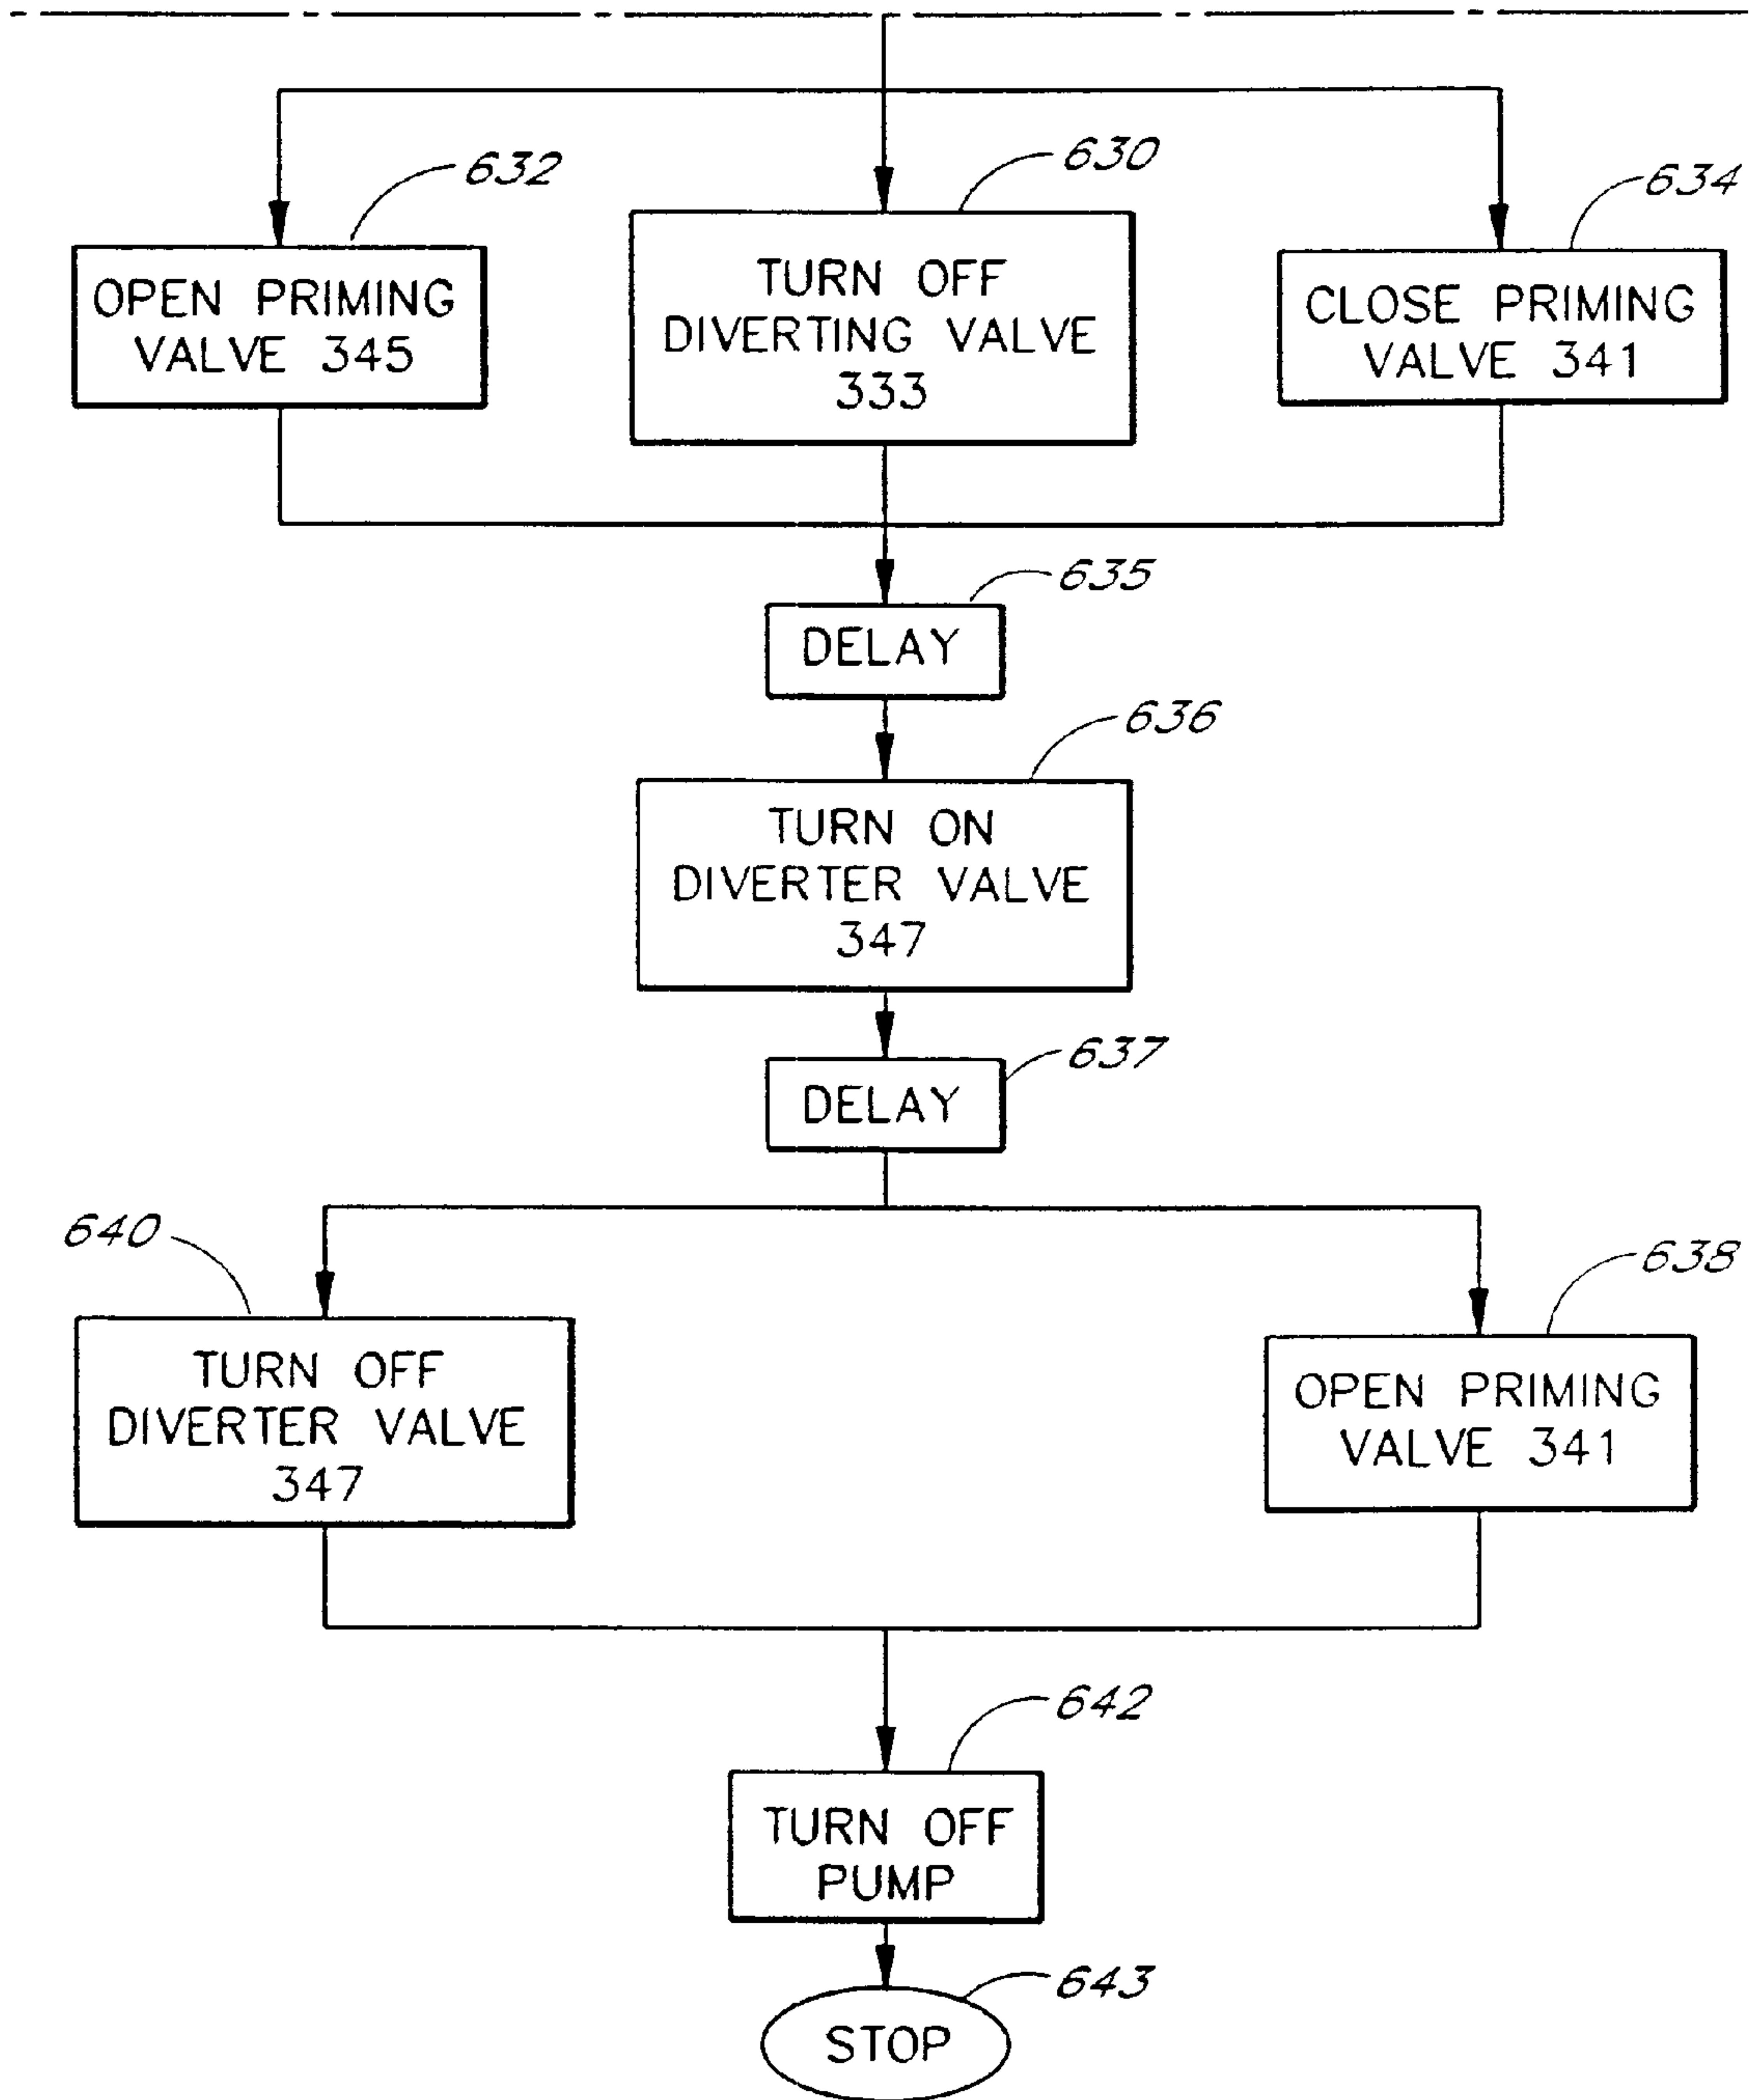 632
OPEN PRIMING
VALVE 345
630
TURN OFF
DIVERTING VALVE
333
634
CLOSE PRIMING
VALVE 341
635
DELAY
636
TURN ON
DIVERTER VALVE
347
637
DELAY
640
TURN OFF
DIVERTER VALVE
347
638
OPEN PRIMING
VALVE 341
642
TURN OFF
PUMP
643
STOP